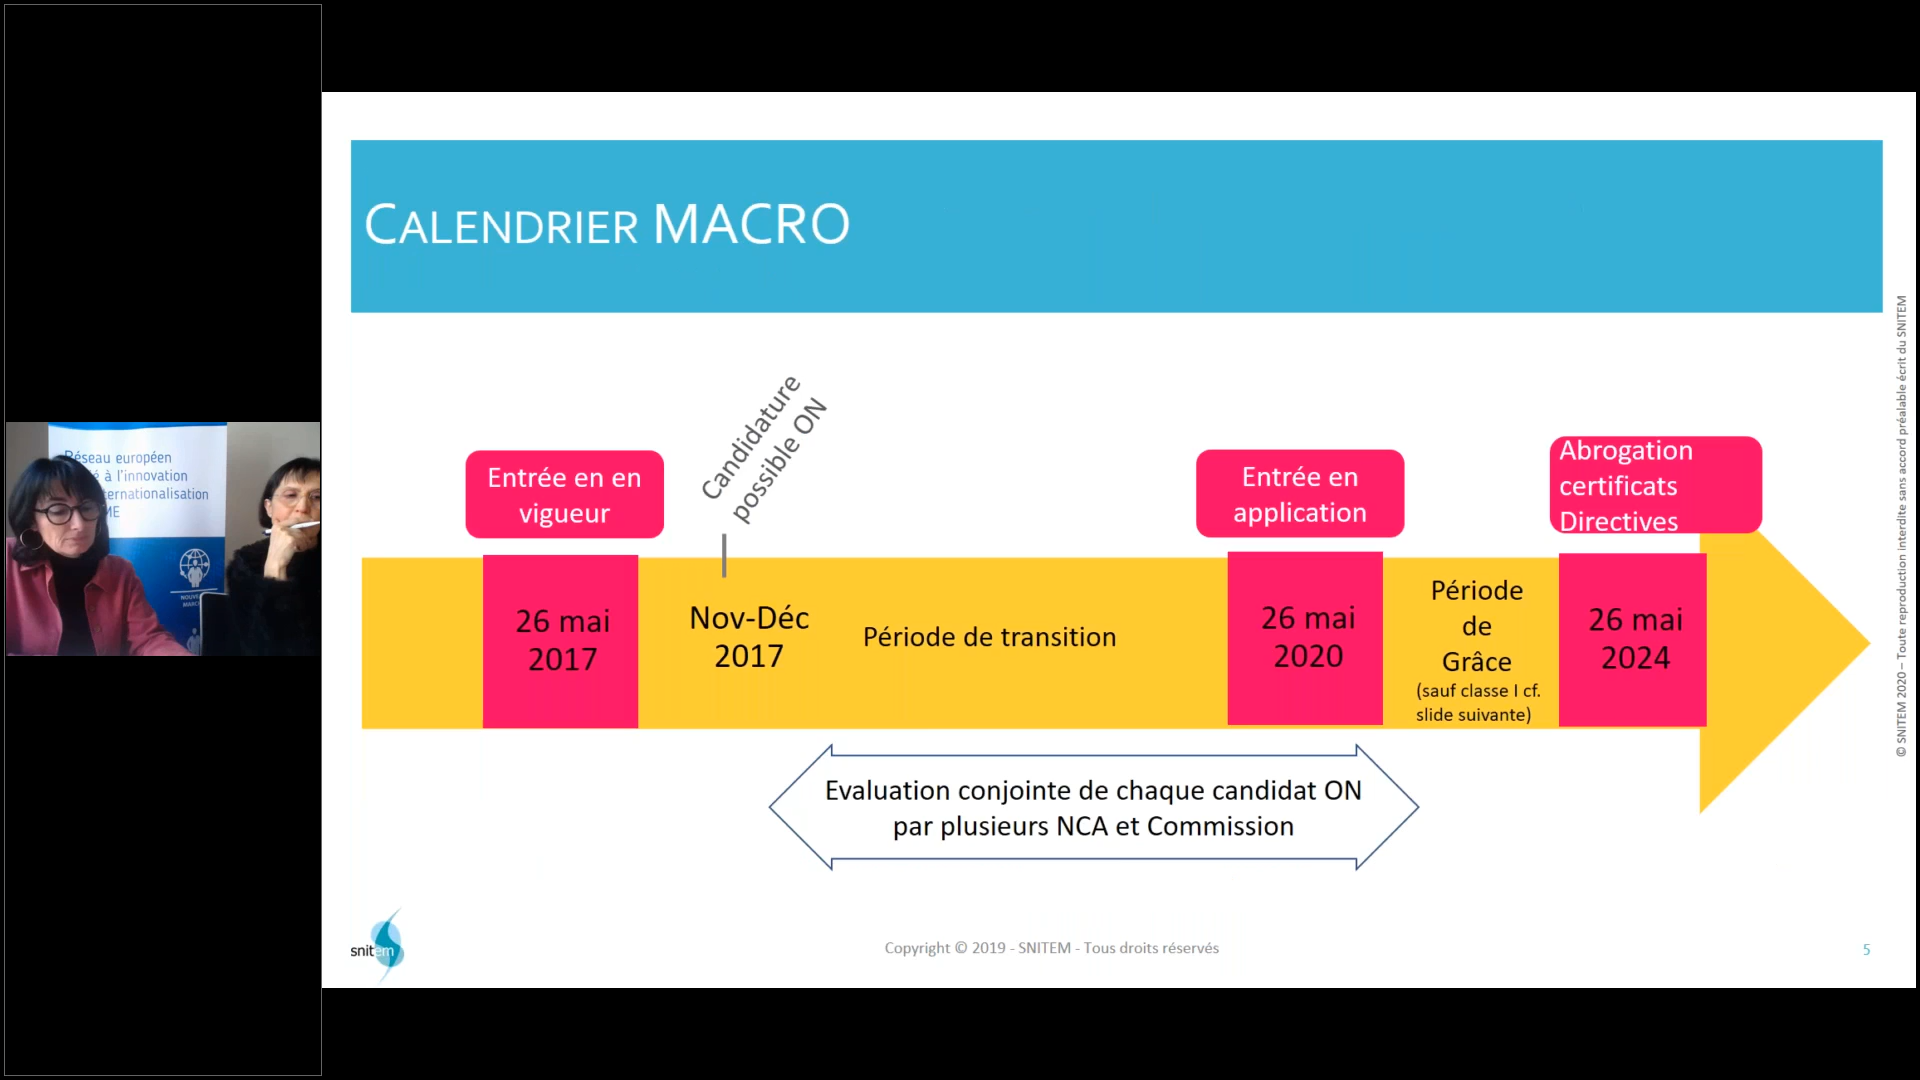 CALENDRIER MACRO
Candidature
possible ON
Entrée en en
vigueur
Entrée en
application
Abrogation
certificats
Directives
26 mai
2017
Nov-Déc
2017
Période de transition
26 mai
2020
Période
de
Grâce
(sauf classe I cf.
slide suivante)
26 mai
2024
Evaluation conjointe de chaque candidat ON
par plusieurs NCA et Commission
snitem
Copyright © 2019 - SNITEM - Tous droits réservés
5
© SNITEM 2020 – Toute reproduction interdite sans accord préalable écrit du SNITEM
Réseau européen
à l'innovation